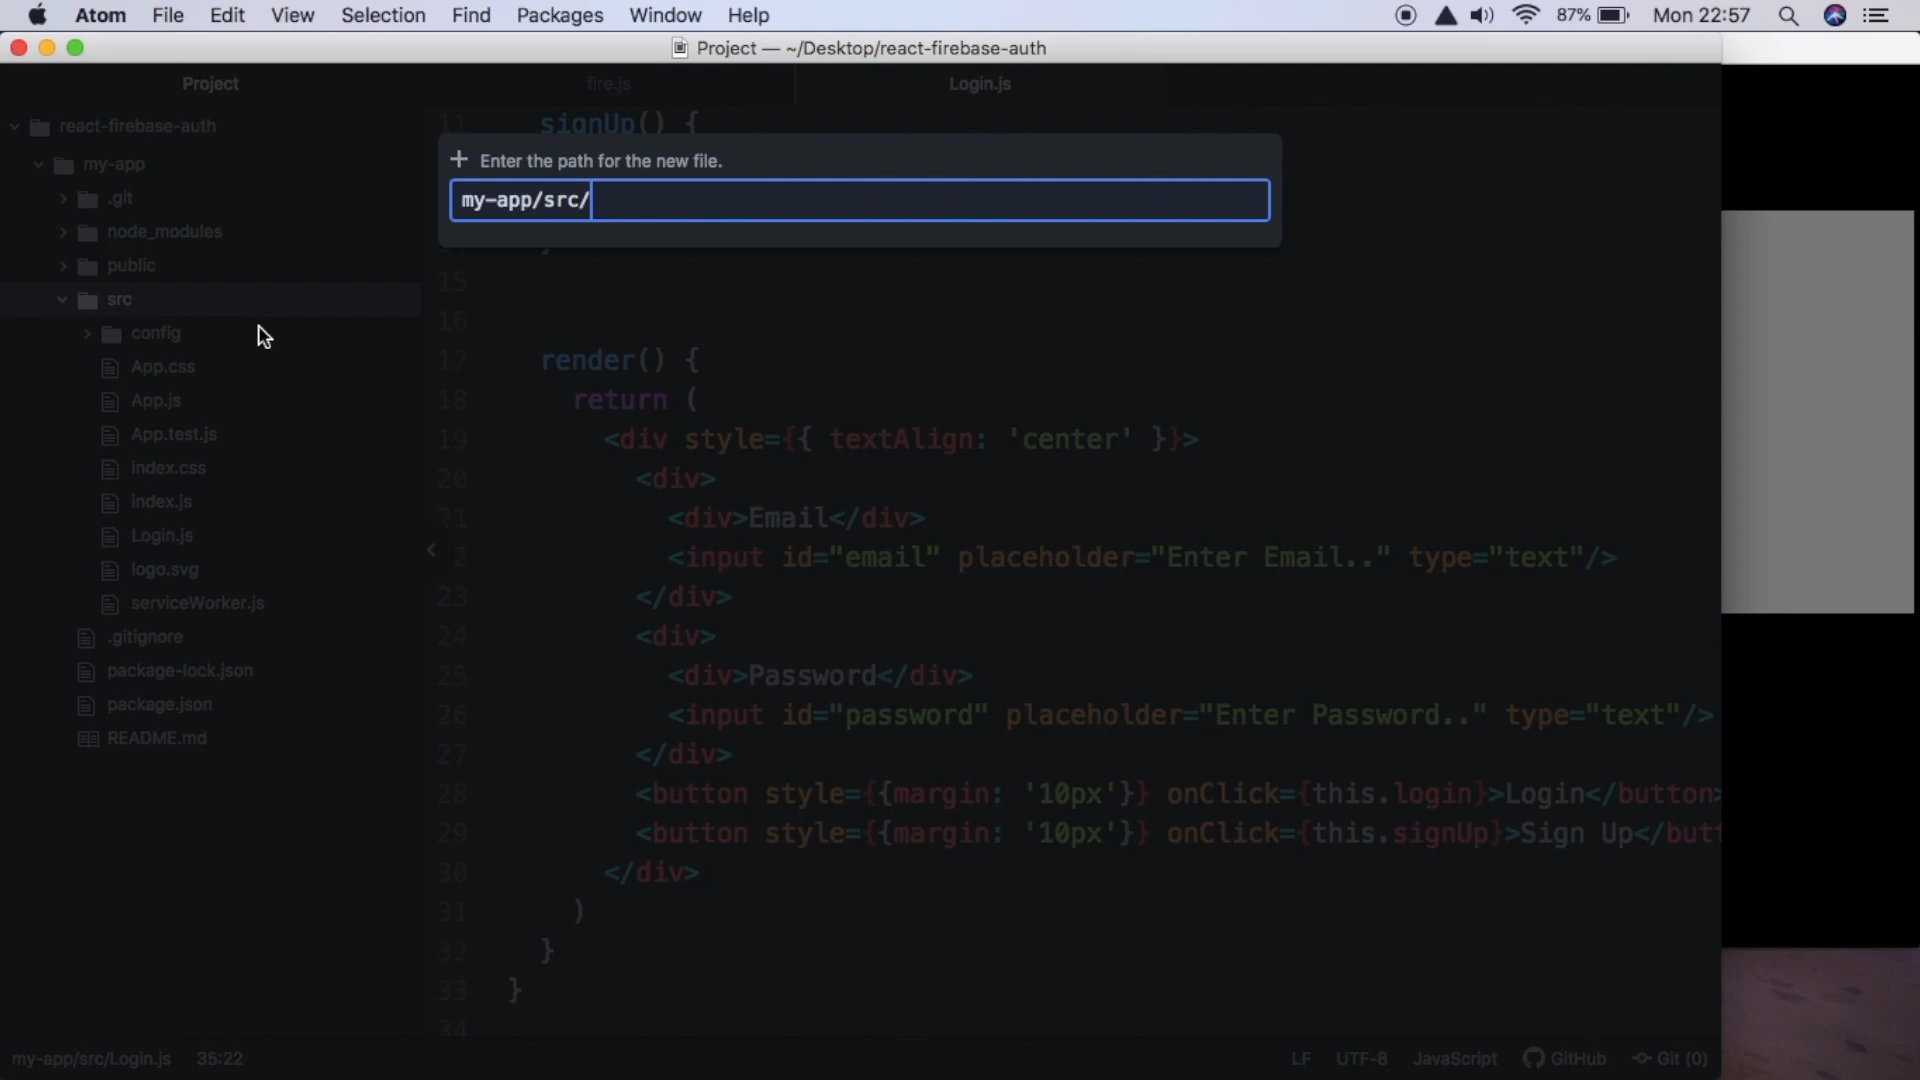 Atom File Edit View Selection Find Packages Window Help 87% Mon 22:57
Project — ~/Desktop/react-firebase-auth
Project
fire.js
Login.js
react-firebase-auth
my-app
.git
node_modules
public
src
config
App.css
App.js
App.test.js
index.css
index.js
Login.js
logo.svg
serviceWorker.js
.gitignore
package-lock.json
package.json
README.md
11 signUp() {
Enter the path for the new file.
my-app/src/
15
16
17 render() {
18 return (
19 <div style={{ textAlign: 'center' }}>
20 <div>
21 <div>Email</div>
2 <input id="email" placeholder="Enter Email.." type="text"/>
23 </div>
24 <div>
25 <div>Password</div>
26 <input id="password" placeholder="Enter Password.." type="text"/>
27 </div>
28 <button style={{margin: '10px'}} onClick={this.login}>Login</button>
29 <button style={{margin: '10px'}} onClick={this.signUp}>Sign Up</butt
30 </div>
31 )
32 }
33 }
34
my-app/src/Login.js 35:22 LF UTF-8 JavaScript GitHub Git (0)